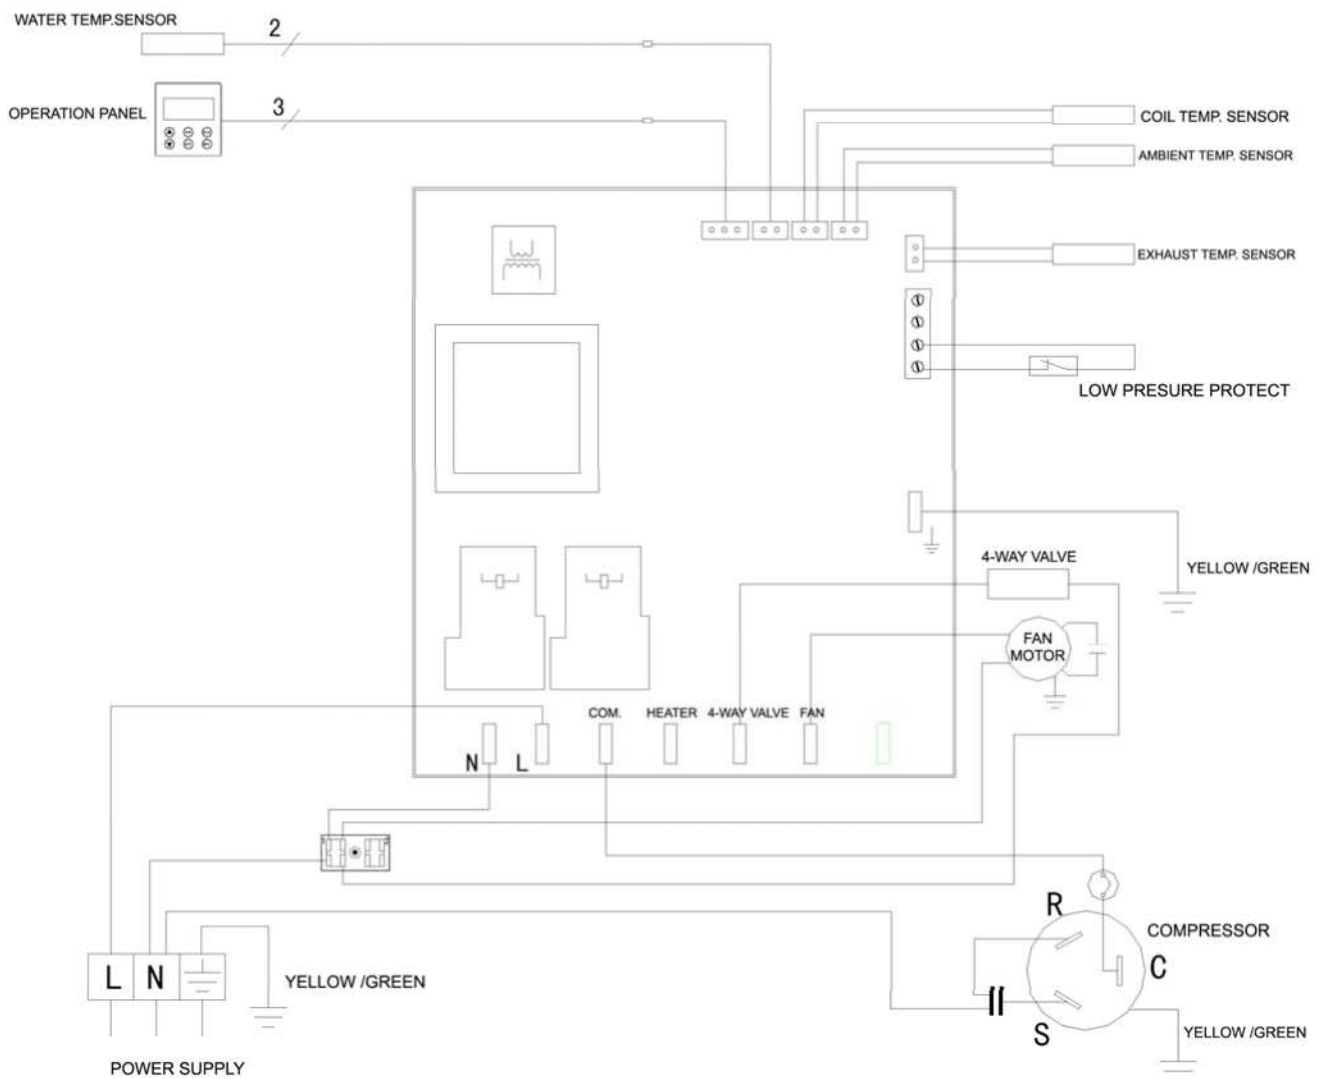 WATER TEMP.SENSOR
2
OPERATION PANEL
3
COIL TEMP. SENSOR
AMBIENT TEMP. SENSOR
EXHAUST TEMP. SENSOR
LOW PRESURE PROTECT
4-WAY VALVE
YELLOW /GREEN
FAN
MOTOR
COM.
HEATER
4-WAY VALVE
FAN
N
L
R
COMPRESSOR
C
L
N
YELLOW /GREEN
S
YELLOW /GREEN
POWER SUPPLY